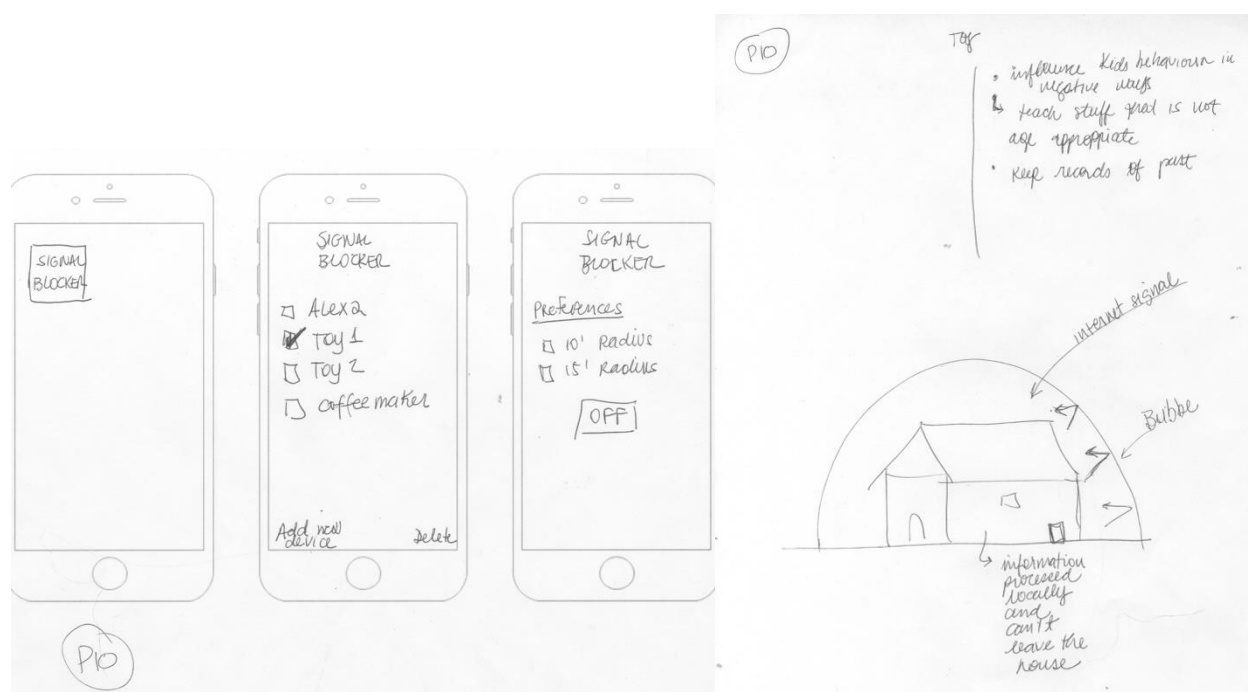 SIGNAL
BLOCKER
SIGNAL
BLOCKER
Alexa
Toy 1
Toy 2
coffee maker
Add new
device
Delete
SIGNAL
BLOCKER
Preferences
10' Radius
15' Radius
OFF
P10
P10
Toy
• influence kids behaviour in
negative ways
↳ teach stuff that is not
age appropriate
• keep records of past
internet signal
Bubble
↳ information
processed
locally
and
can't
leave the
house